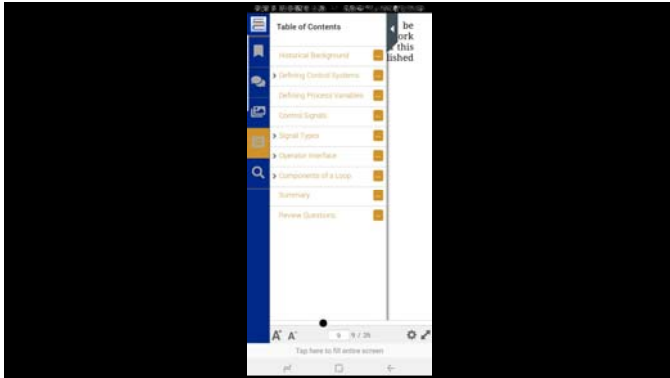 Table of Contents
be
ork
this
lished
Historical Background
Defining Control Systems
Defining Process Variables
Control Signals
Signal Types
Operator Interface
Components of a Loop
Summary
Review Questions
A+ A-
9
9 / 26
Tap here to fill entire screen